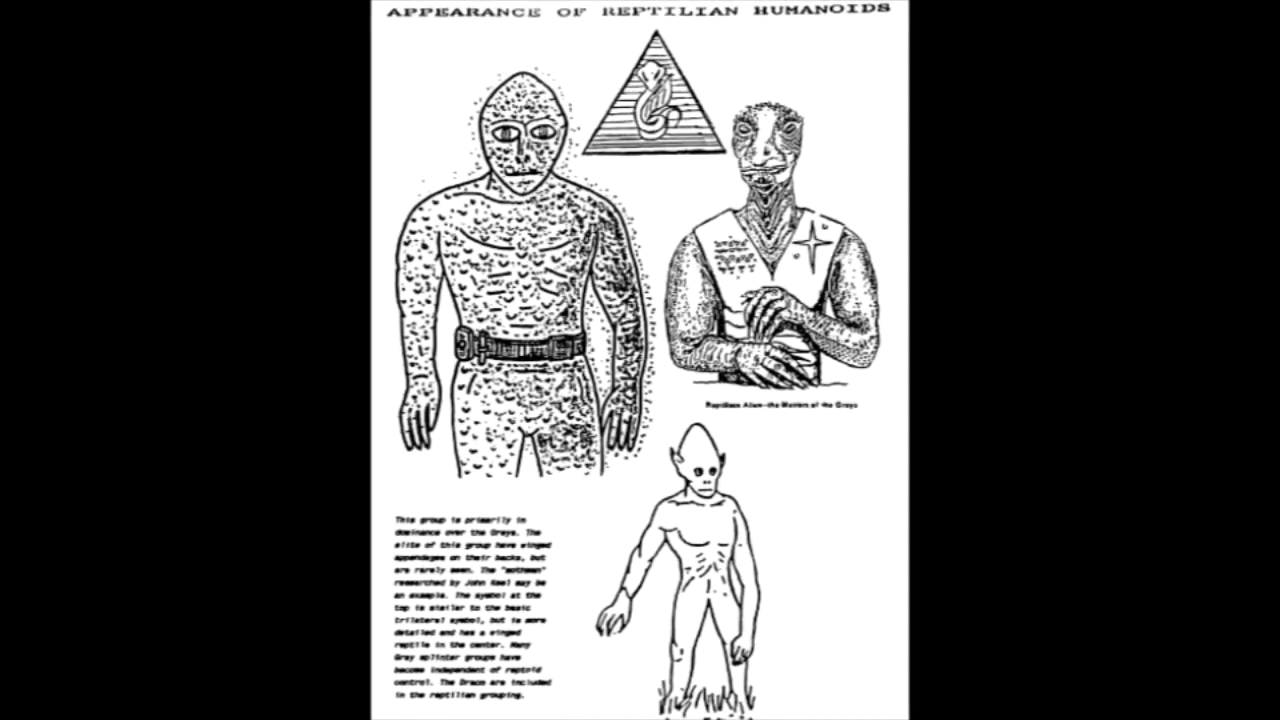 APPEARANCE OF REPTILIAN HUMANOIDS
Reptilian Alien—the Masters of the Greys
This group is primarily in
dominance over the Greys. The
elite of this group have winged
appendages on their backs, but
are rarely seen. The "mothman"
researched by John Keel may be
an example. The symbol at the
top is similar to the basic
trilateral symbol, but is more
detailed and has a winged
reptile in the center. Many
Grey splinter groups have
become independent of reptoid
control. The Draco are included
in the reptilian grouping.